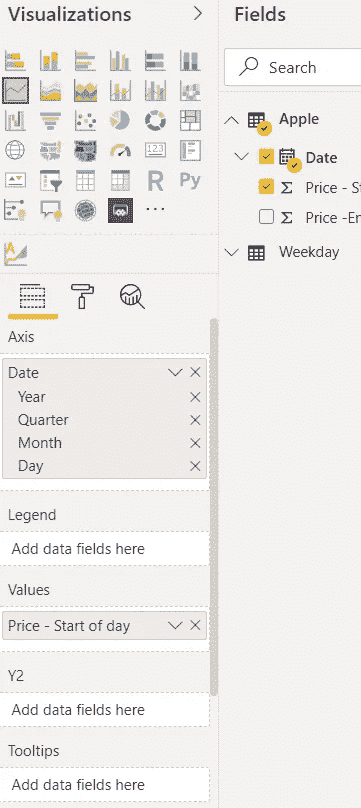 Visualizations
Fields
Search
Apple
Date
Price - St
Price -En
Weekday
123
R
Py
Axis
Date
Year
Quarter
Month
Day
Legend
Add data fields here
Values
Price - Start of day
Y2
Add data fields here
Tooltips
Add data fields here